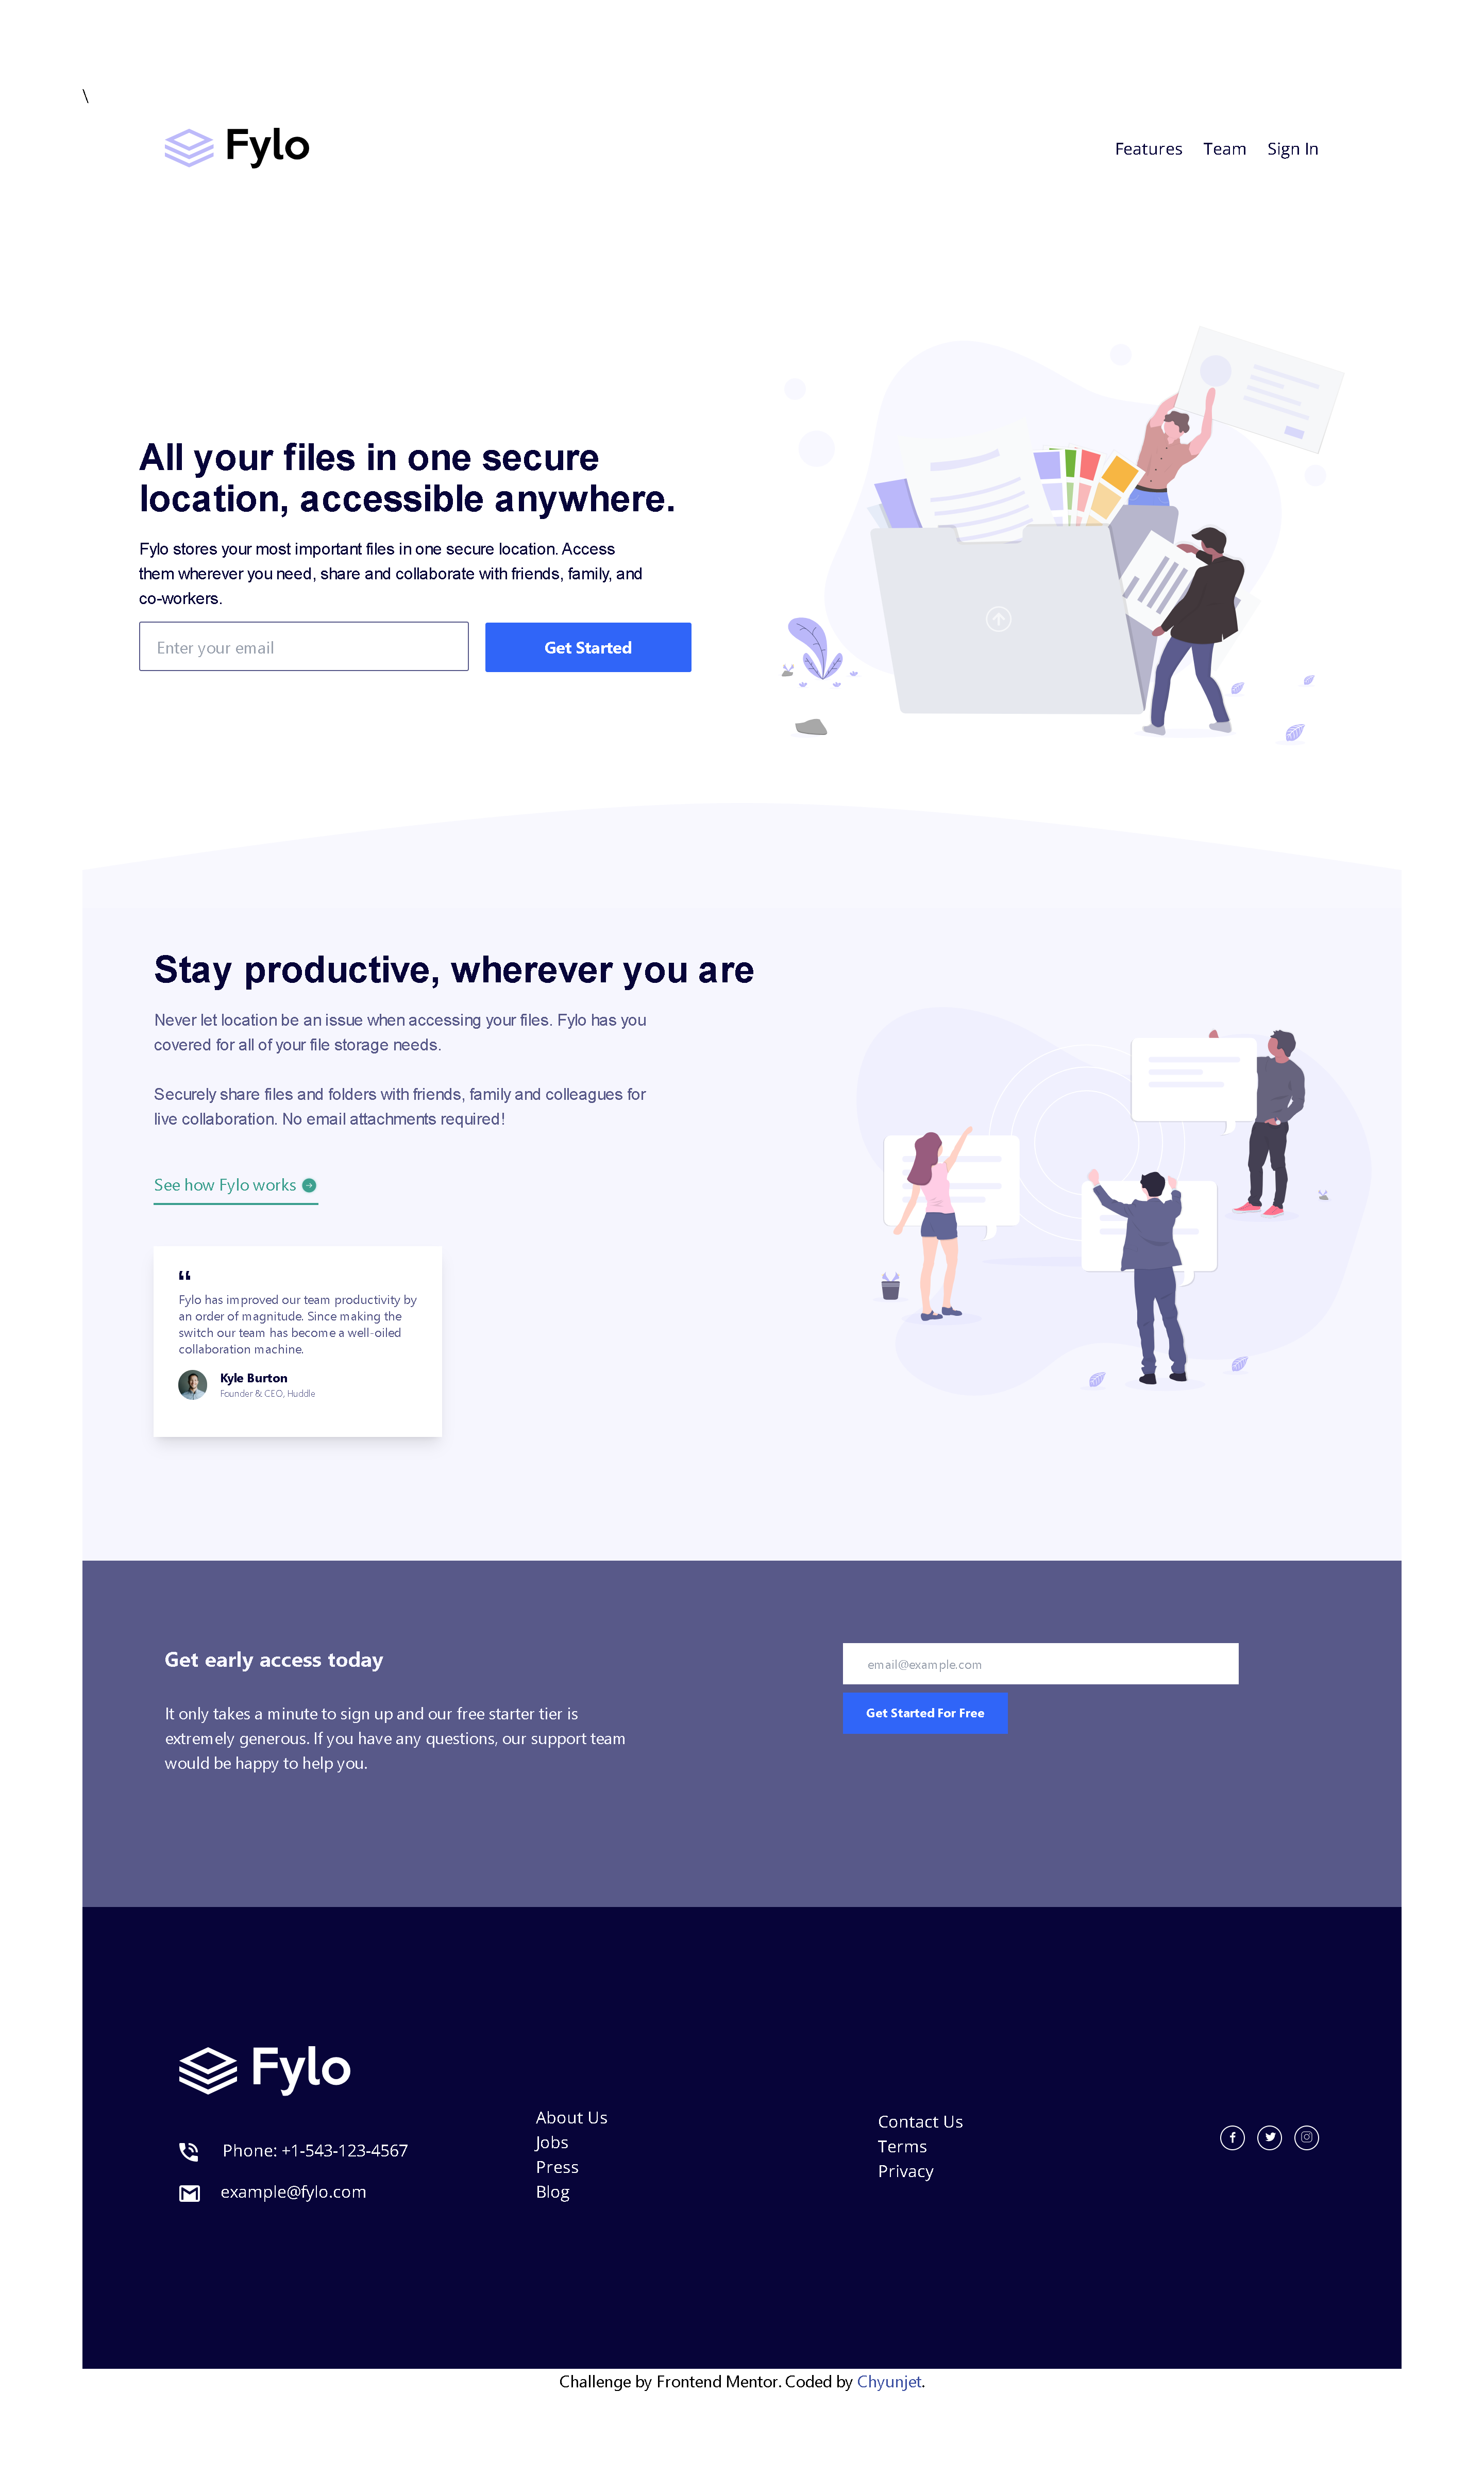 \
Fylo
Features Team Sign In
All your files in one secure
location, accessible anywhere.
Fylo stores your most important files in one secure location. Access
them wherever you need, share and collaborate with friends, family, and
co-workers.
Enter your email
Get Started
Stay productive, wherever you are
Never let location be an issue when accessing your files. Fylo has you
covered for all of your file storage needs.
Securely share files and folders with friends, family and colleagues for
live collaboration. No email attachments required!
See how Fylo works
“
Fylo has improved our team productivity by
an order of magnitude. Since making the
switch our team has become a well-oiled
collaboration machine.
Kyle Burton
Founder & CEO, Huddle
Get early access today
It only takes a minute to sign up and our free starter tier is
extremely generous. If you have any questions, our support team
would be happy to help you.
email@example.com
Get Started For Free
Fylo
Phone: +1-543-123-4567
example@fylo.com
About Us
Jobs
Press
Blog
Contact Us
Terms
Privacy
Challenge by Frontend Mentor. Coded by Chyunjet.